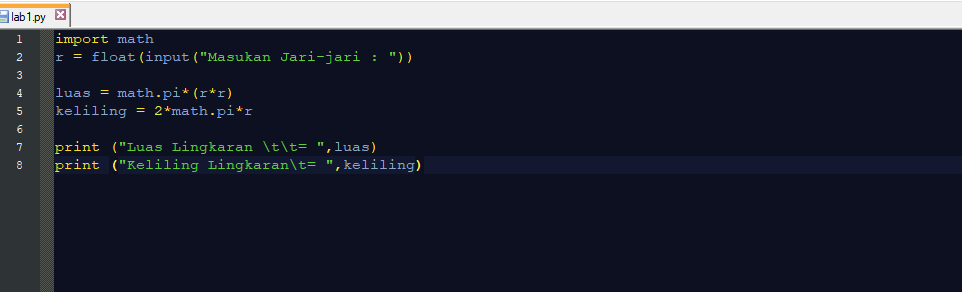 lab1.py
1 import math
2 r = float(input("Masukan Jari-jari : "))
3
4 luas = math.pi*(r*r)
5 keliling = 2*math.pi*r
6
7 print ("Luas Lingkaran \t\t= ",luas)
8 print ("Keliling Lingkaran\t= ",keliling)